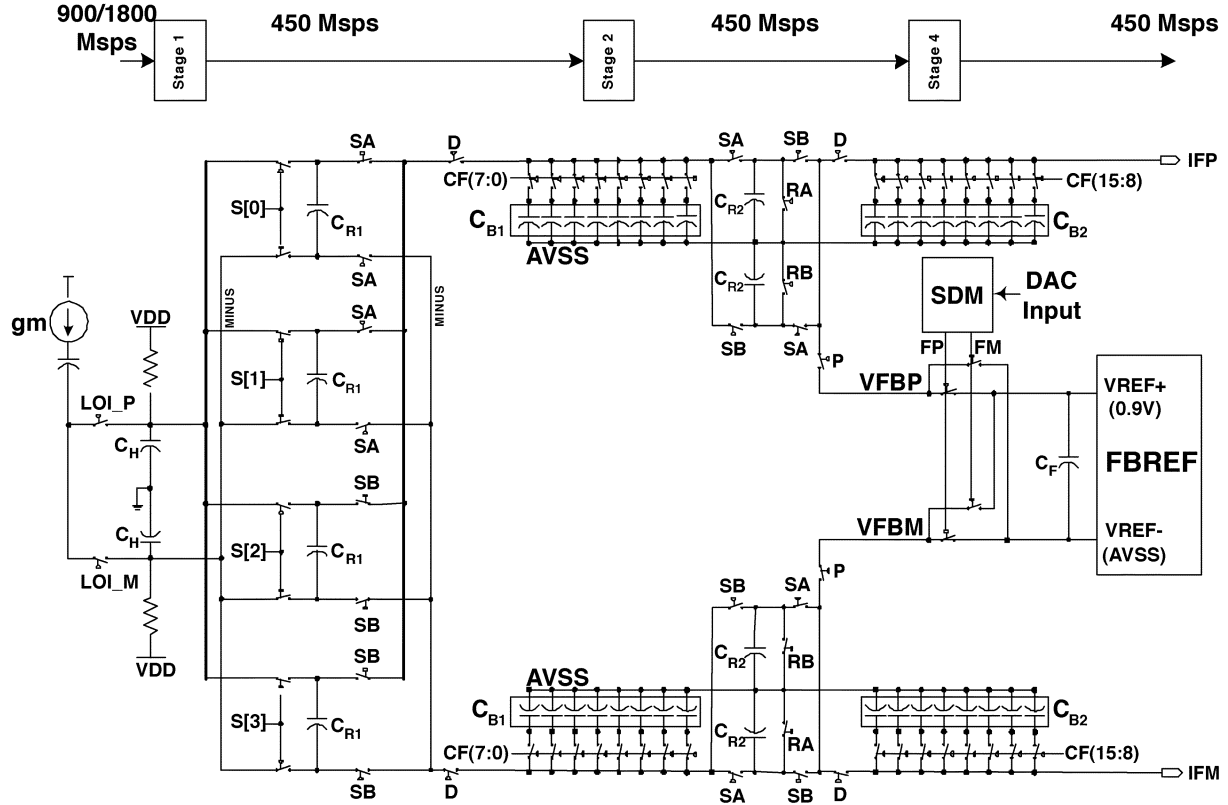 900/1800
Msps
Stage 1
450 Msps
Stage 2
450 Msps
Stage 4
450 Msps
SA
D
SA
SB
D
IFP
CF(7:0)
CF(15:8)
S[0]
CR1
CB1
CR2
RA
CB2
AVSS
SA
CR2
RB
SDM
DAC
Input
MINUS
MINUS
gm
VDD
SA
SB
SA
FP
FM
P
S[1]
CR1
VFBP
VREF+
(0.9V)
LOI_P
CH
SA
CF
FBREF
SB
CH
S[2]
CR1
VFBM
VREF-
(AVSS)
LOI_M
P
SB
SB
SA
VDD
SB
CR2
RB
AVSS
S[3]
CR1
CB1
CR2
RA
CB2
CF(7:0)
CF(15:8)
IFM
SB
D
SA
SB
D